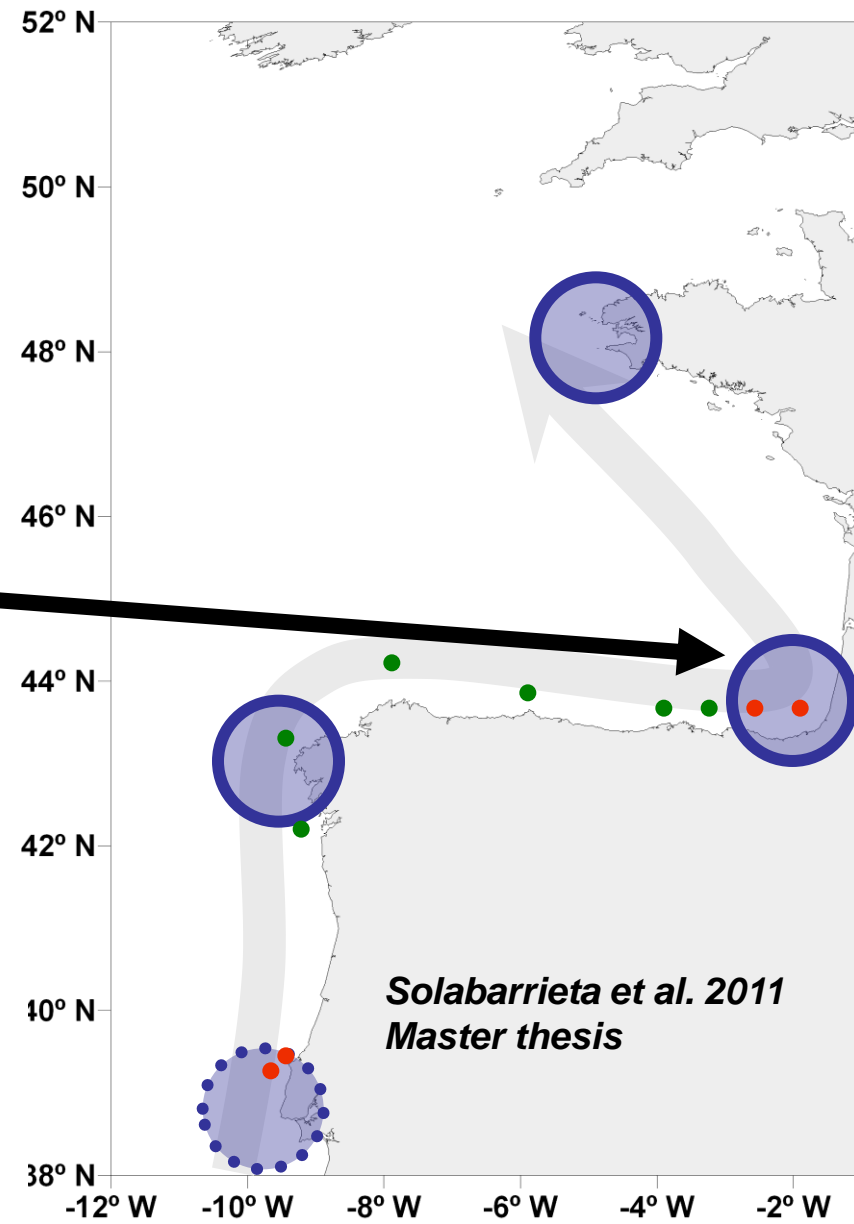 52º N
50º N
48º N
46º N
44º N
42º N
40º N
38º N
Solabarrieta et al. 2011
Master thesis
-12º W -10º W -8º W -6º W -4º W -2º W